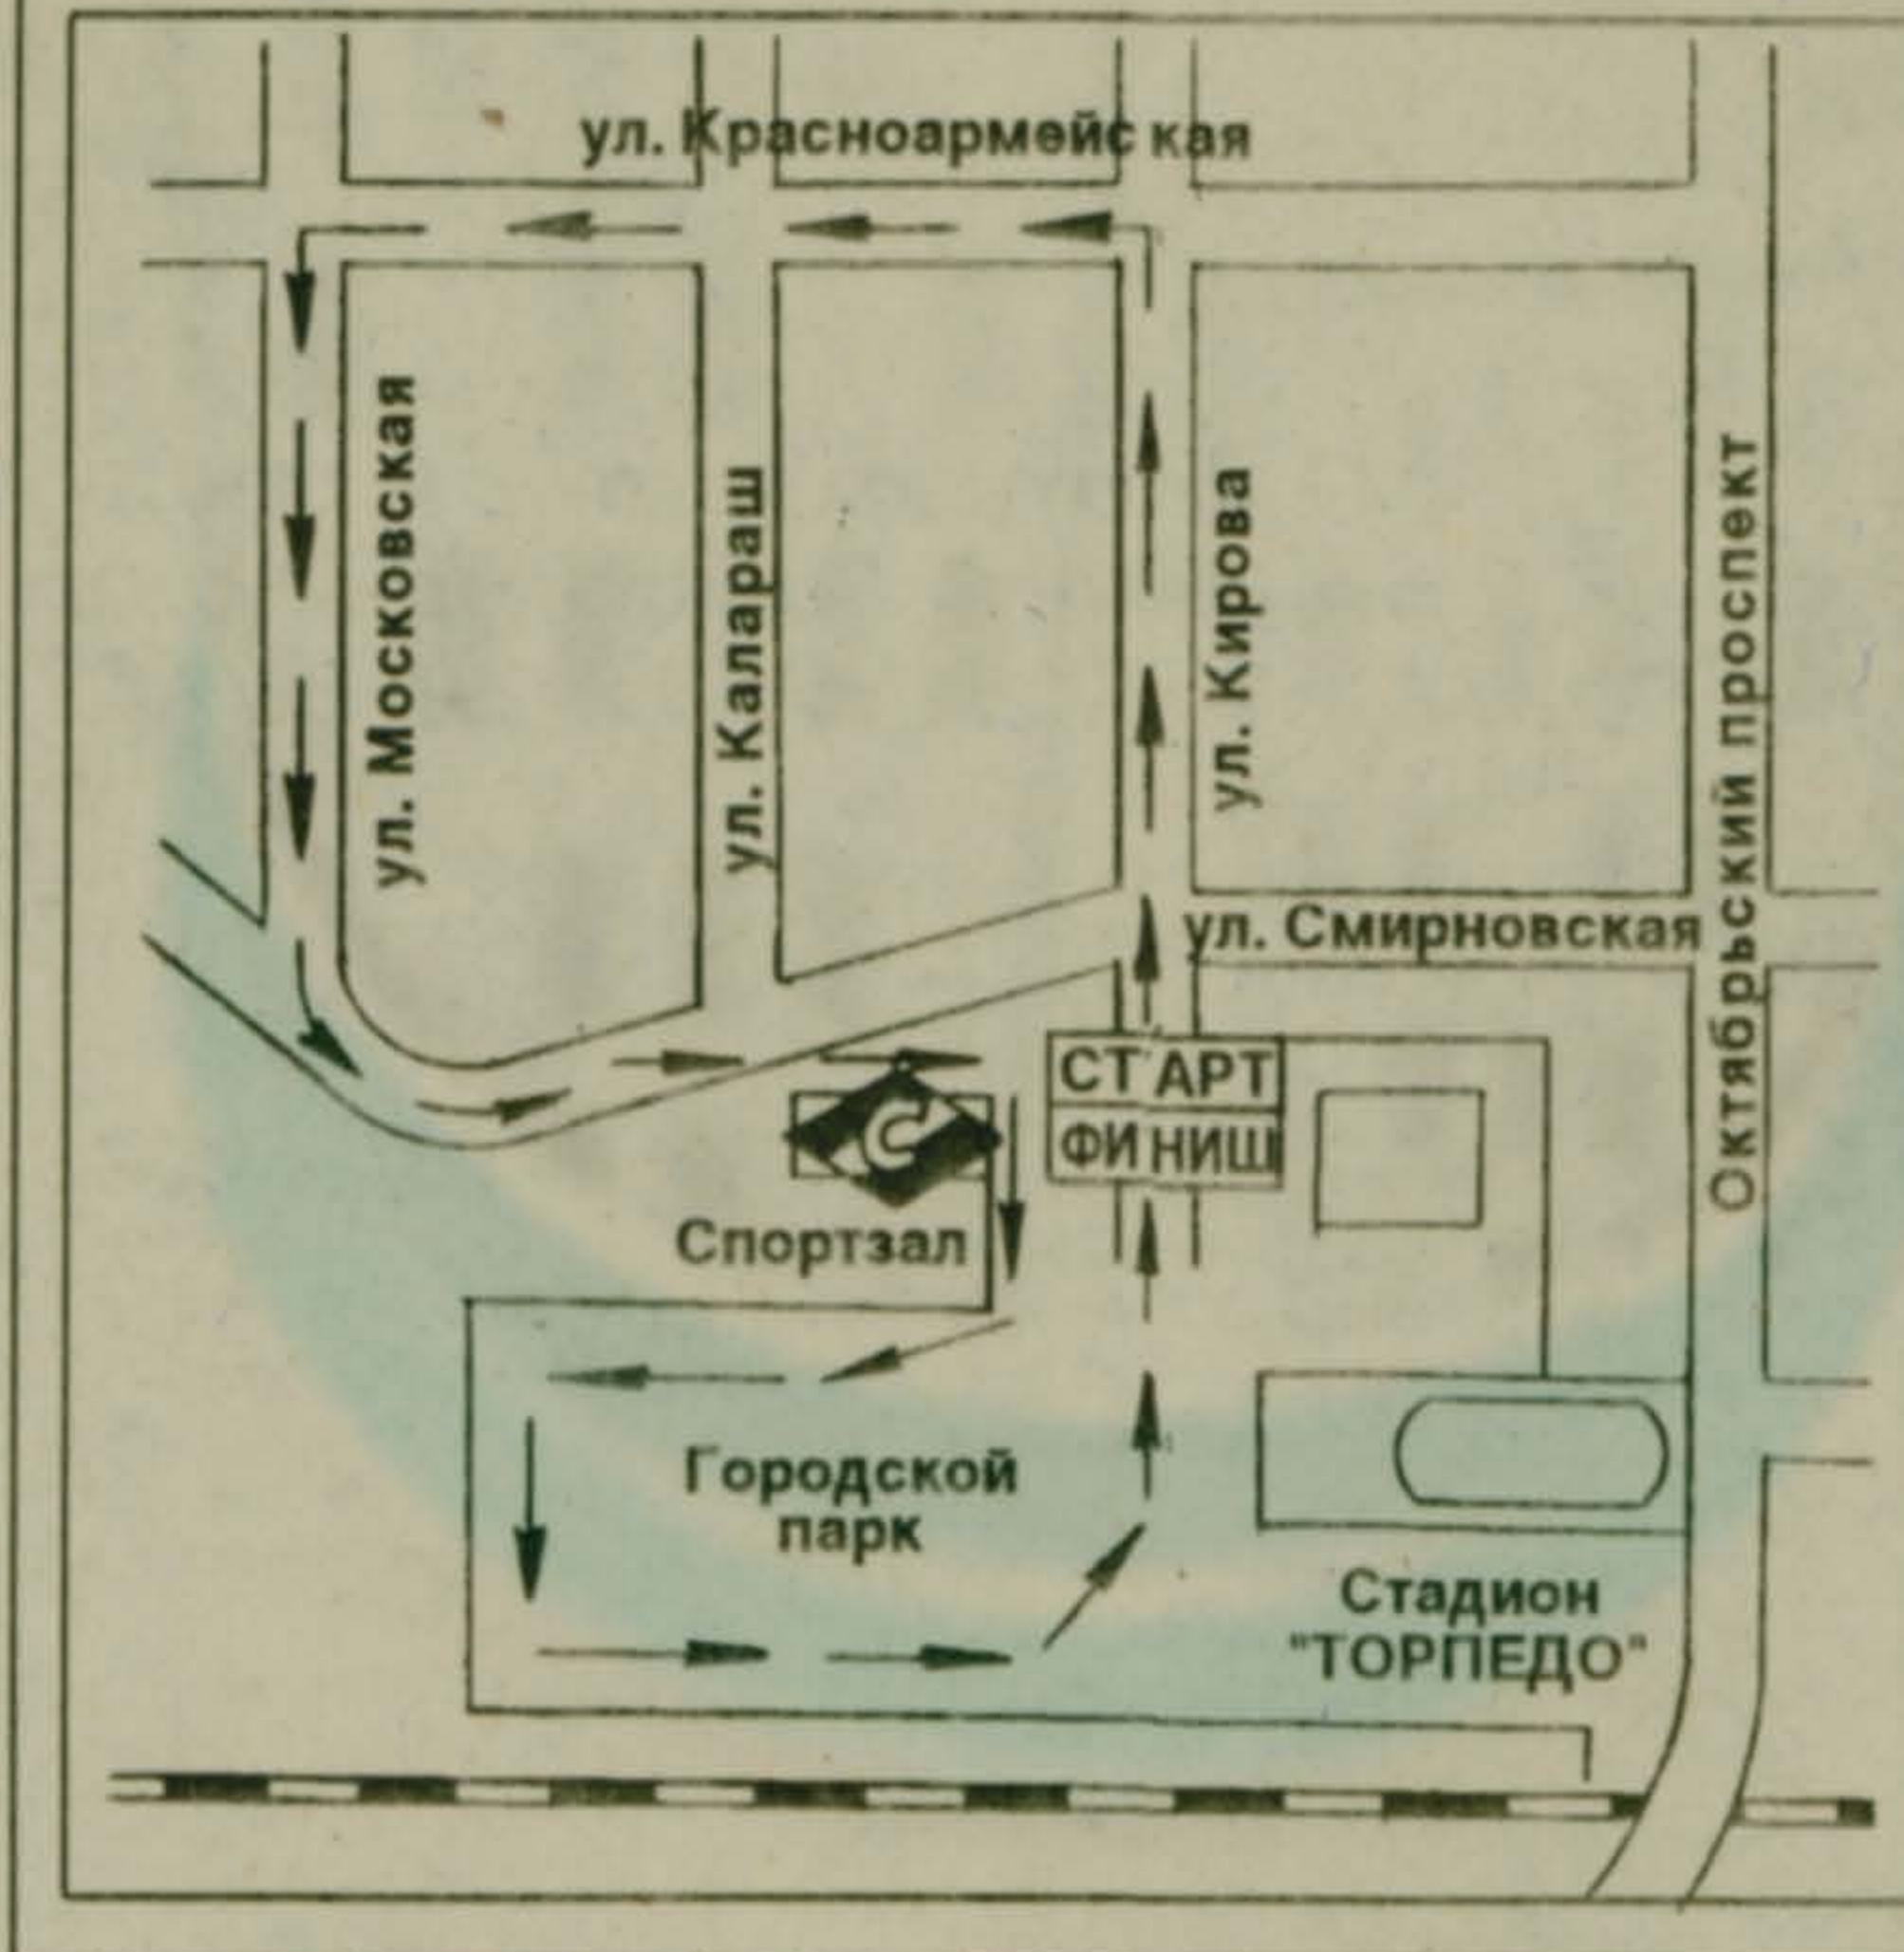 ул. Красноармейская
ул. Московская
ул. Калараш
ул. Кирова
Октябрьский проспект
ул. Смирновская
СТАРТ
ФИНИШ
С
Спортзал
Городской
парк
Стадион
"ТОРПЕДО"